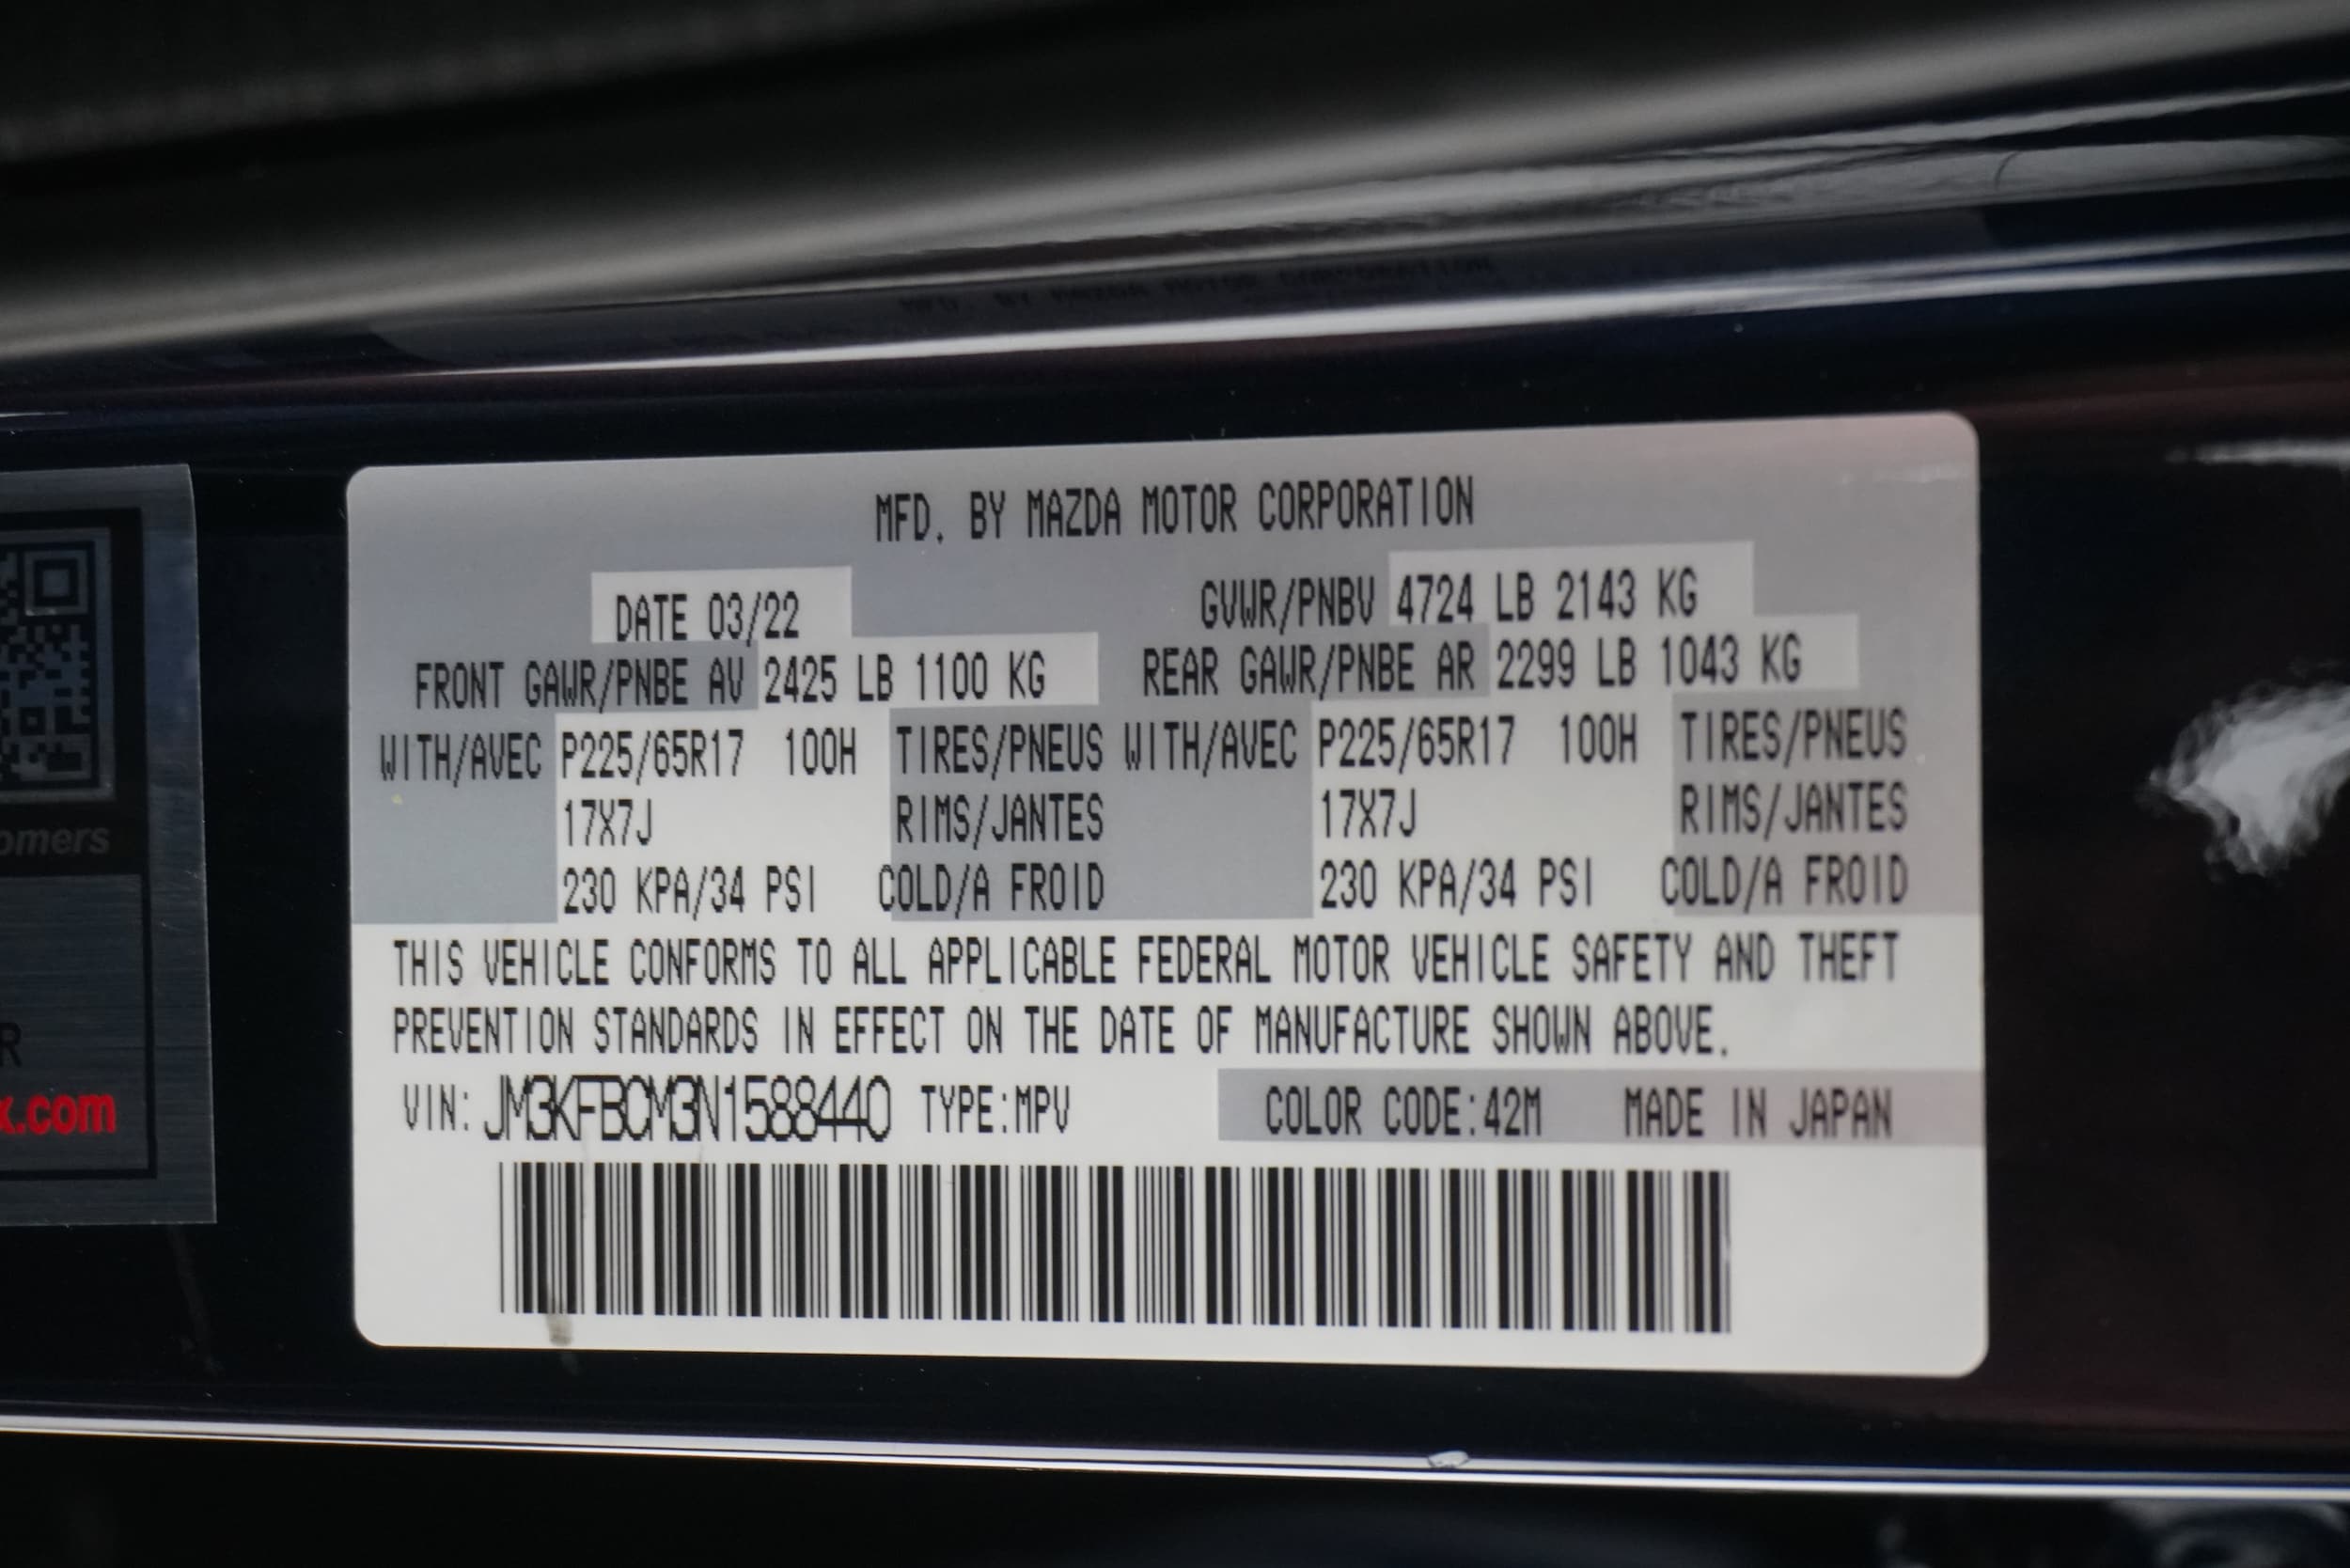 MFD. BY MAZDA MOTOR CORPORATION
DATE 03/22 GVWR/PNBV 4724 LB 2143 KG
FRONT GAWR/PNBE AV 2425 LB 1100 KG REAR GAWR/PNBE AR 2299 LB 1043 KG
WITH/AVEC P225/65R17 100H TIRES/PNEUS WITH/AVEC P225/65R17 100H TIRES/PNEUS
17X7J RIMS/JANTES 17X7J RIMS/JANTES
230 KPA/34 PSI COLD/A FROID 230 KPA/34 PSI COLD/A FROID
THIS VEHICLE CONFORMS TO ALL APPLICABLE FEDERAL MOTOR VEHICLE SAFETY AND THEFT
PREVENTION STANDARDS IN EFFECT ON THE DATE OF MANUFACTURE SHOWN ABOVE.
VIN: JM3KFBCM3N1588440 TYPE:MPV COLOR CODE:42M MADE IN JAPAN
omers
R
x.com